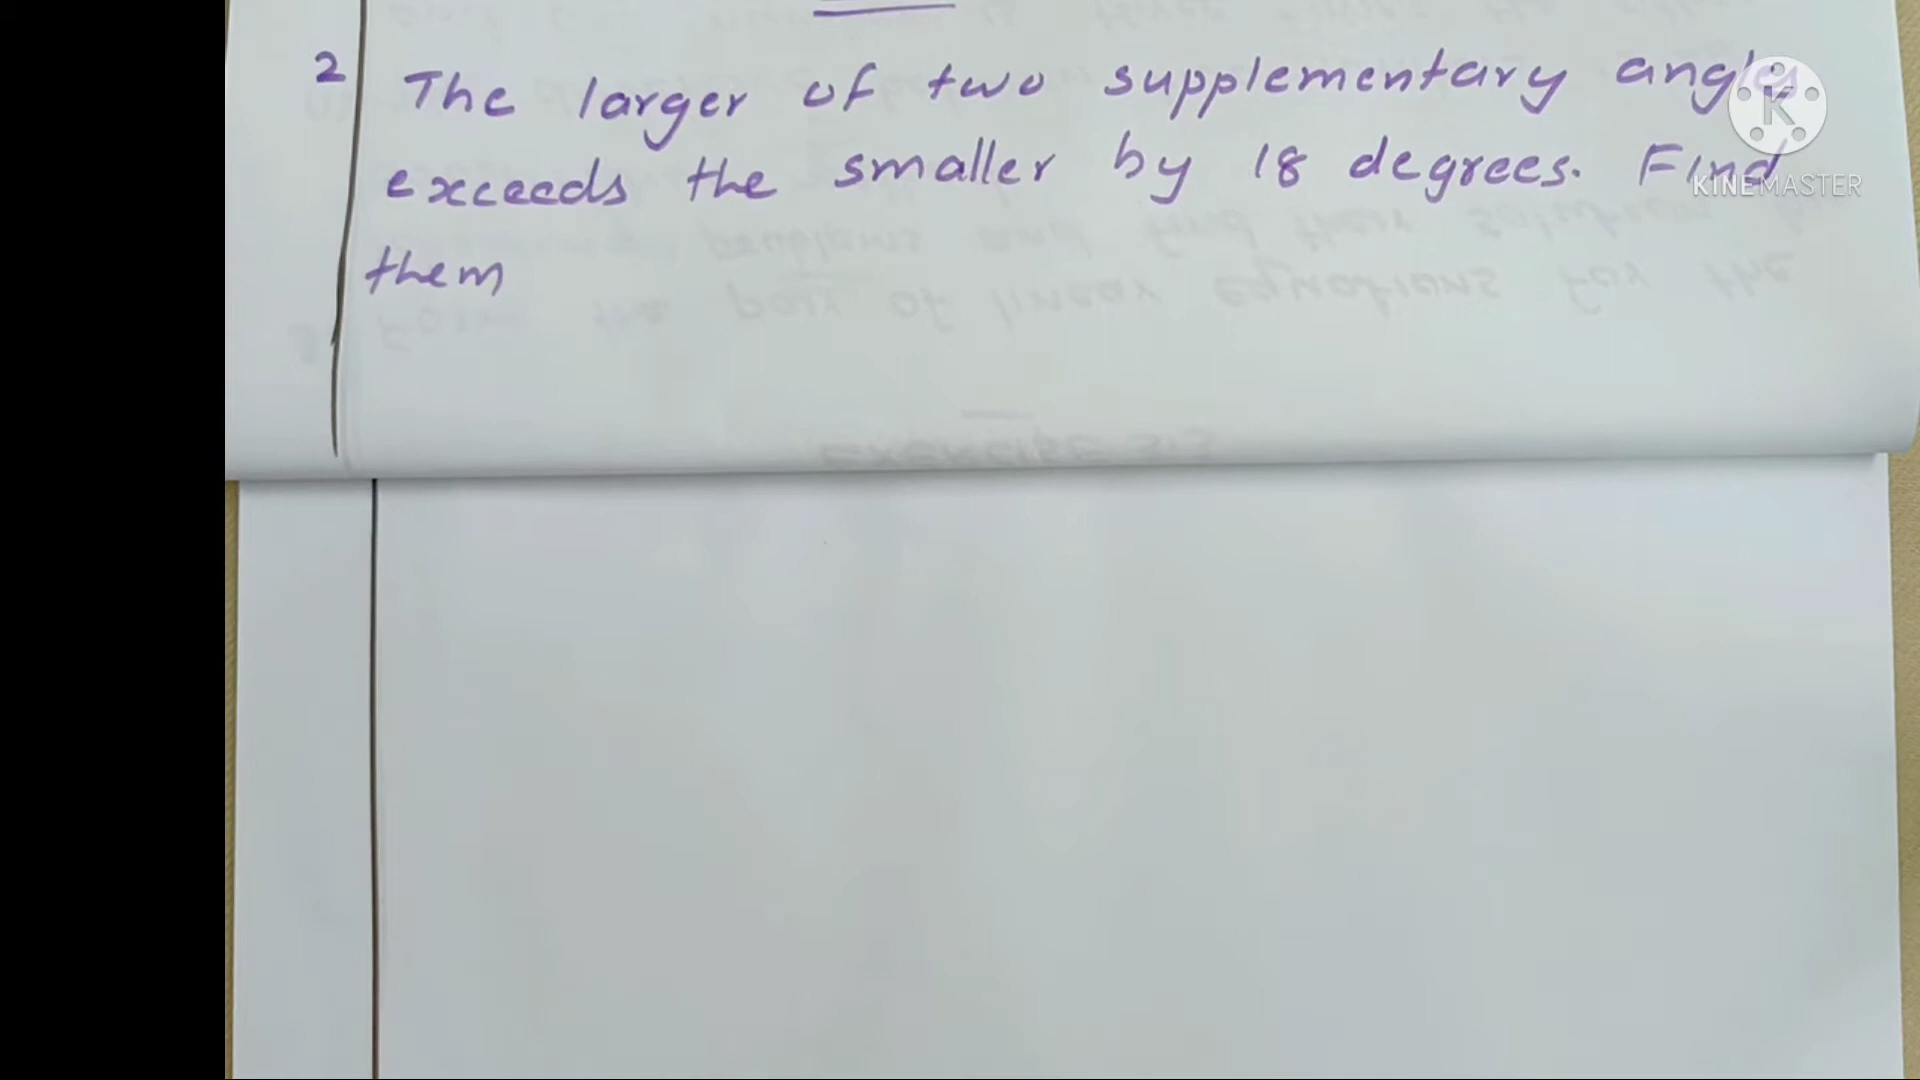 2 The larger of two supplementary angles
exceeds the smaller by 18 degrees. Find
them
K
KINEMASTER